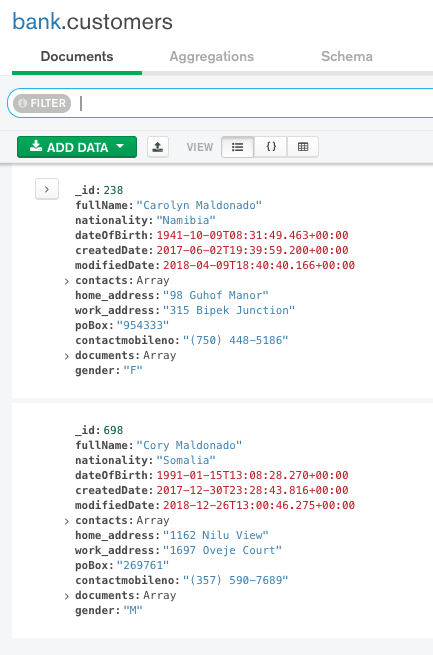 bank.customers
Documents Aggregations Schema
FILTER
ADD DATA VIEW {}
_id: 238
fullName: "Carolyn Maldonado"
nationality: "Namibia"
dateOfBirth: 1941-10-09T08:31:49.463+00:00
createdDate: 2017-06-02T19:39:59.200+00:00
modifiedDate: 2018-04-09T18:40:40.166+00:00
contacts: Array
home_address: "98 Guhof Manor"
work_address: "315 Bipek Junction"
poBox: "954333"
contactmobileno: "(750) 448-5186"
documents: Array
gender: "F"
_id: 698
fullName: "Cory Maldonado"
nationality: "Somalia"
dateOfBirth: 1991-01-15T13:08:28.270+00:00
createdDate: 2017-12-30T23:28:43.816+00:00
modifiedDate: 2018-12-26T13:00:46.275+00:00
contacts: Array
home_address: "1162 Nilu View"
work_address: "1697 Oveje Court"
poBox: "269761"
contactmobileno: "(357) 590-7689"
documents: Array
gender: "M"